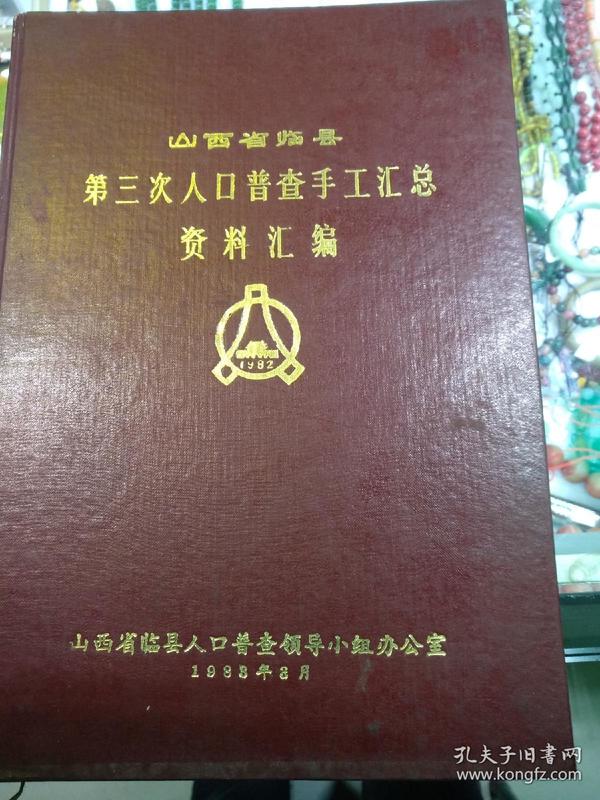 山西省临县
第三次人口普查手工汇总
资料汇编
1982
山西省临县人口普查领导小组办公室
1983年3月
孔夫子旧书网
www.kongfz.com